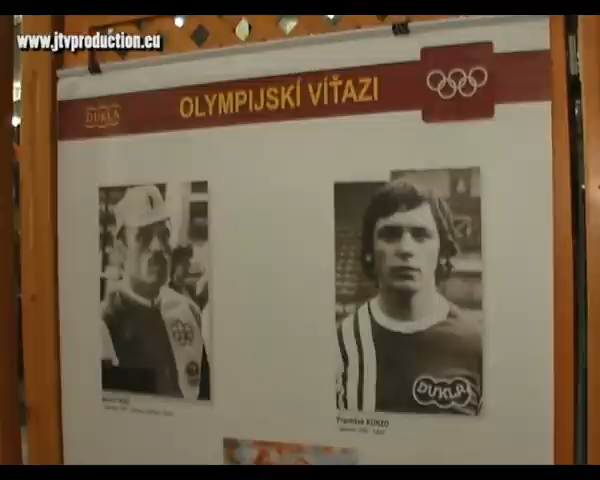 www.jtvproduction.eu
OLYMPIJSKÍ VÍŤAZI
DUKLA
DUKLA
František KUNZO